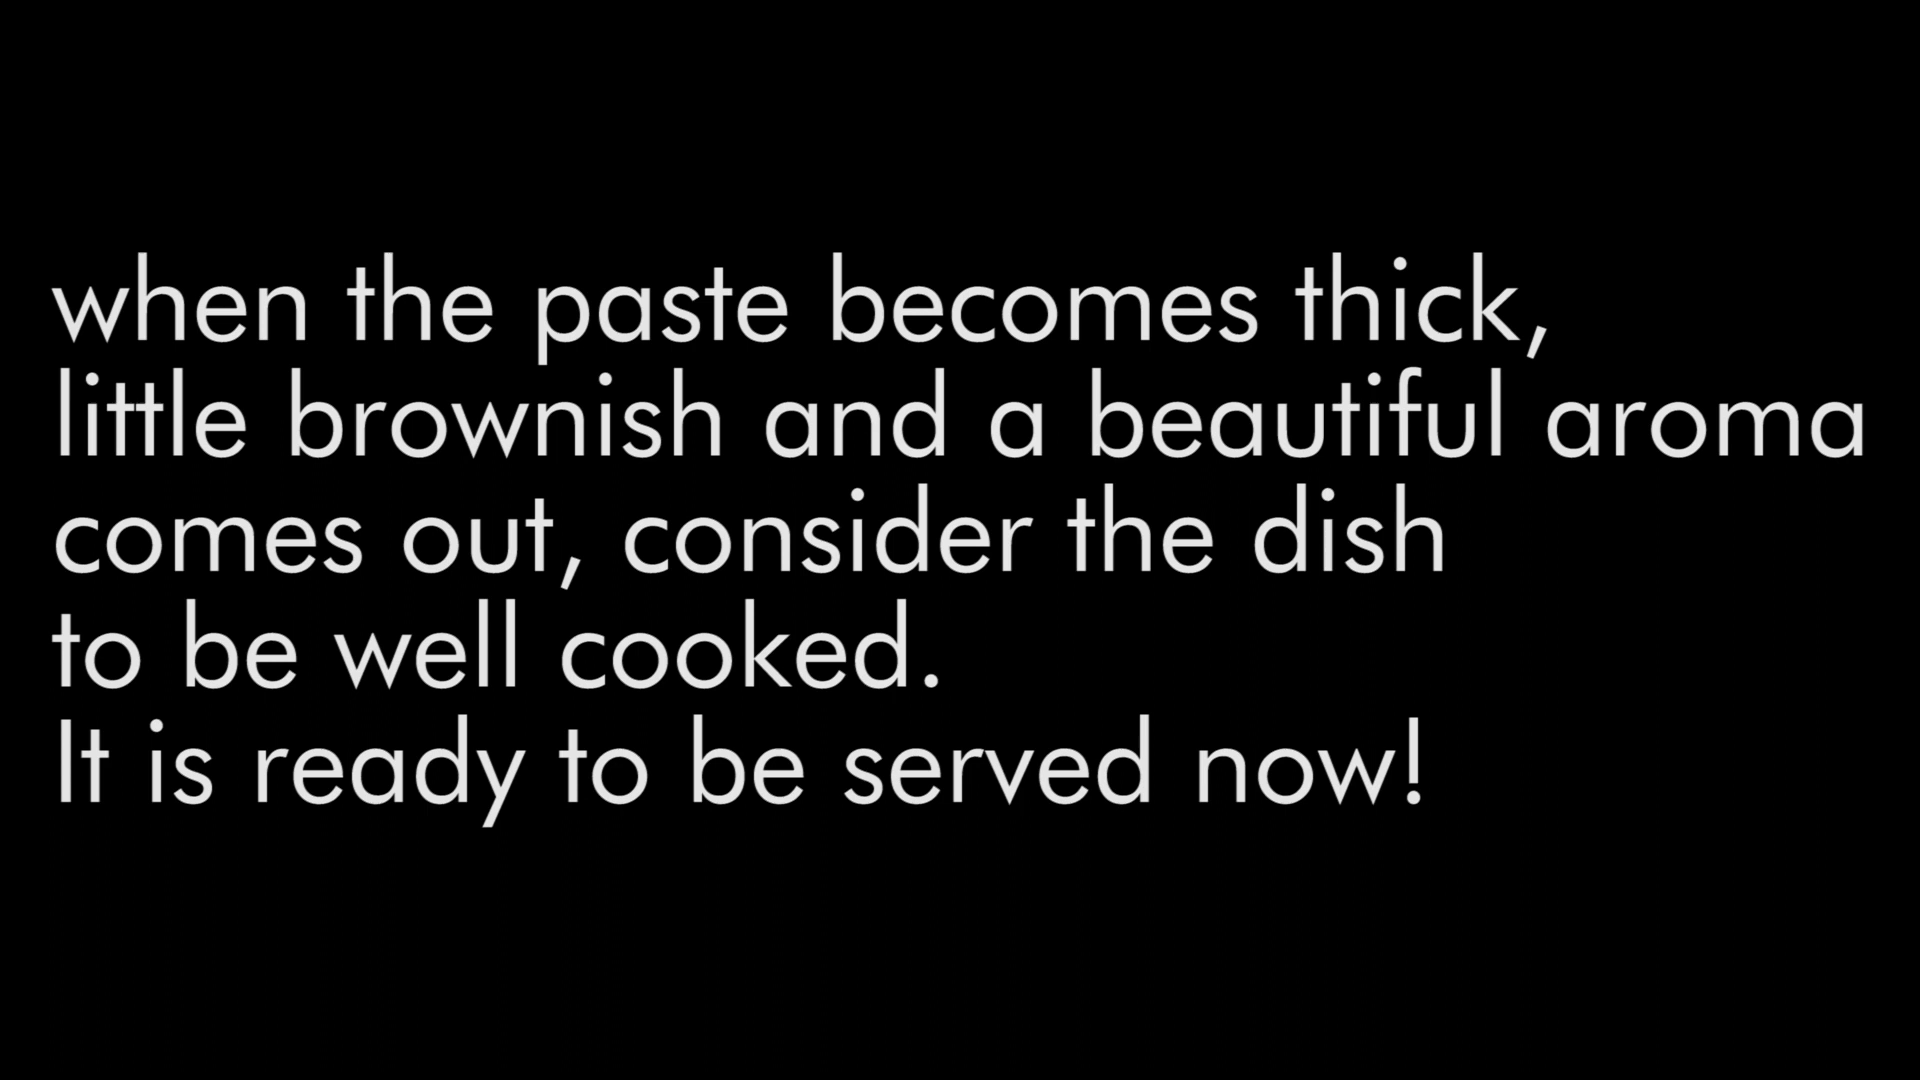 when the paste becomes thick,
little brownish and a beautiful aroma
comes out, consider the dish
to be well cooked.
It is ready to be served now!